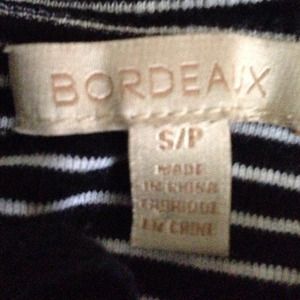 BORDEAUX
S/P
MADE
IN CHINA
FABRIQUE
EN CHINE